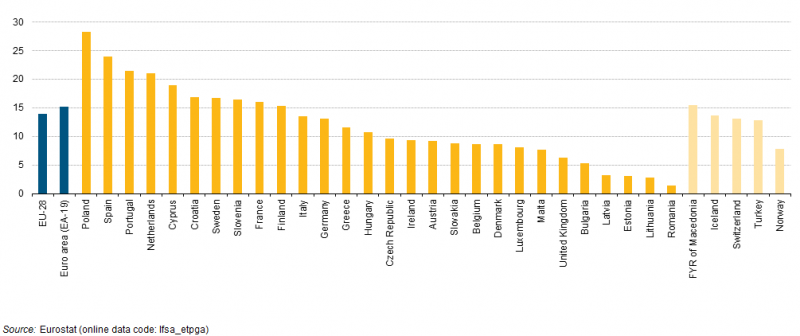 30
25
20
15
10
5
0
EU-28
Euro area (EA-19)
Poland
Spain
Portugal
Netherlands
Cyprus
Croatia
Sweden
Slovenia
France
Finland
Italy
Germany
Greece
Hungary
Czech Republic
Ireland
Austria
Slovakia
Belgium
Denmark
Luxembourg
Malta
United Kingdom
Bulgaria
Latvia
Estonia
Lithuania
Romania
FYR of Macedonia
Iceland
Switzerland
Turkey
Norway
Source: Eurostat (online data code: lfsa_etpga)